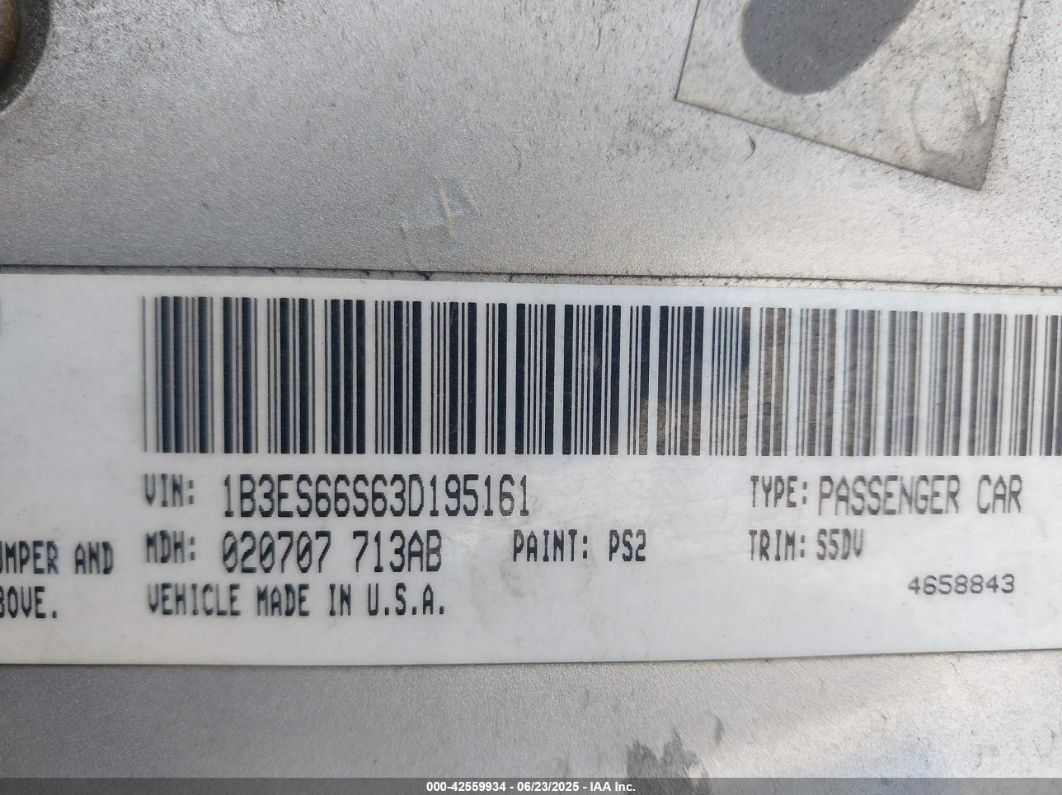 VIN: 1B3ES66S63D195161 TYPE: PASSENGER CAR
UMPER AND MDH: 020707 713AB PAINT: PS2 TRIM: S5DV
BOVE. VEHICLE MADE IN U.S.A. 4658843
000-42559934 - 06/23/2025 - IAA Inc.